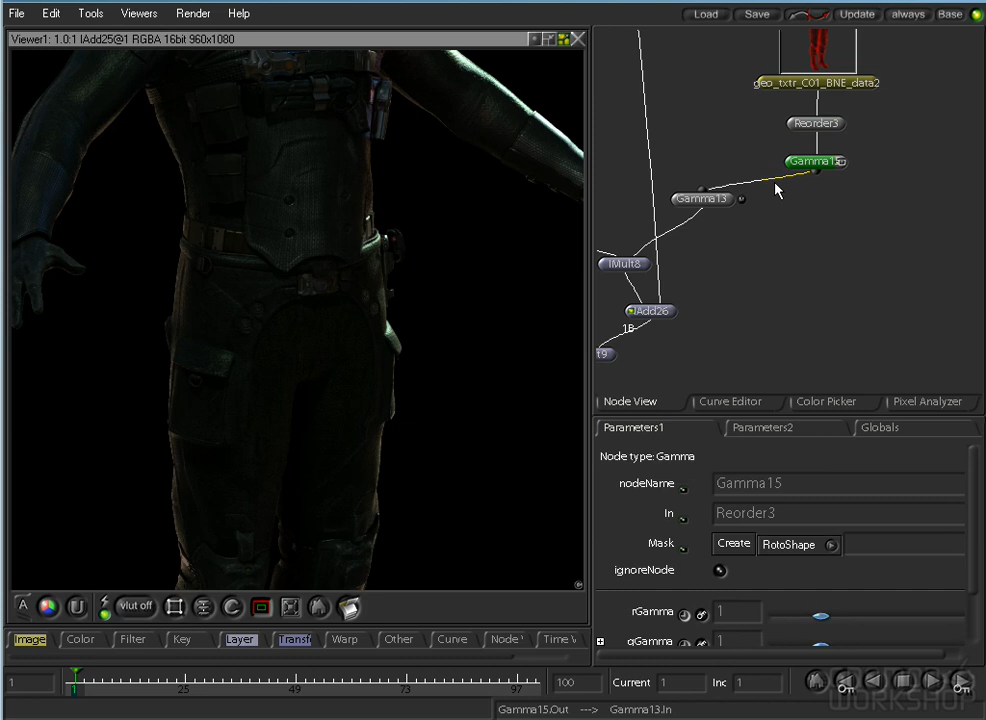 File Edit Tools Viewers Render Help Load Save Update always Base
Viewer1: 1.0:1 IAdd25@1 RGBA 16bit 960x1080
geo_txtr_C01_BNE_data2
Reorder3
Gamma15
Gamma13
IMult8
IAdd26
1B
t9
Node View Curve Editor Color Picker Pixel Analyzer
Parameters1 Parameters2 Globals
Node type: Gamma
nodeName Gamma15
In Reorder3
Mask Create RotoShape
ignoreNode
rGamma 1
gGamma 1
A U vlut off
Image Color Filter Key Layer Transf Warp Other Curve Node Time V
1 1 25 49 73 97 100 Current 1 Inc 1
Gamma15.Out ---> Gamma13.In
WORKSHOP